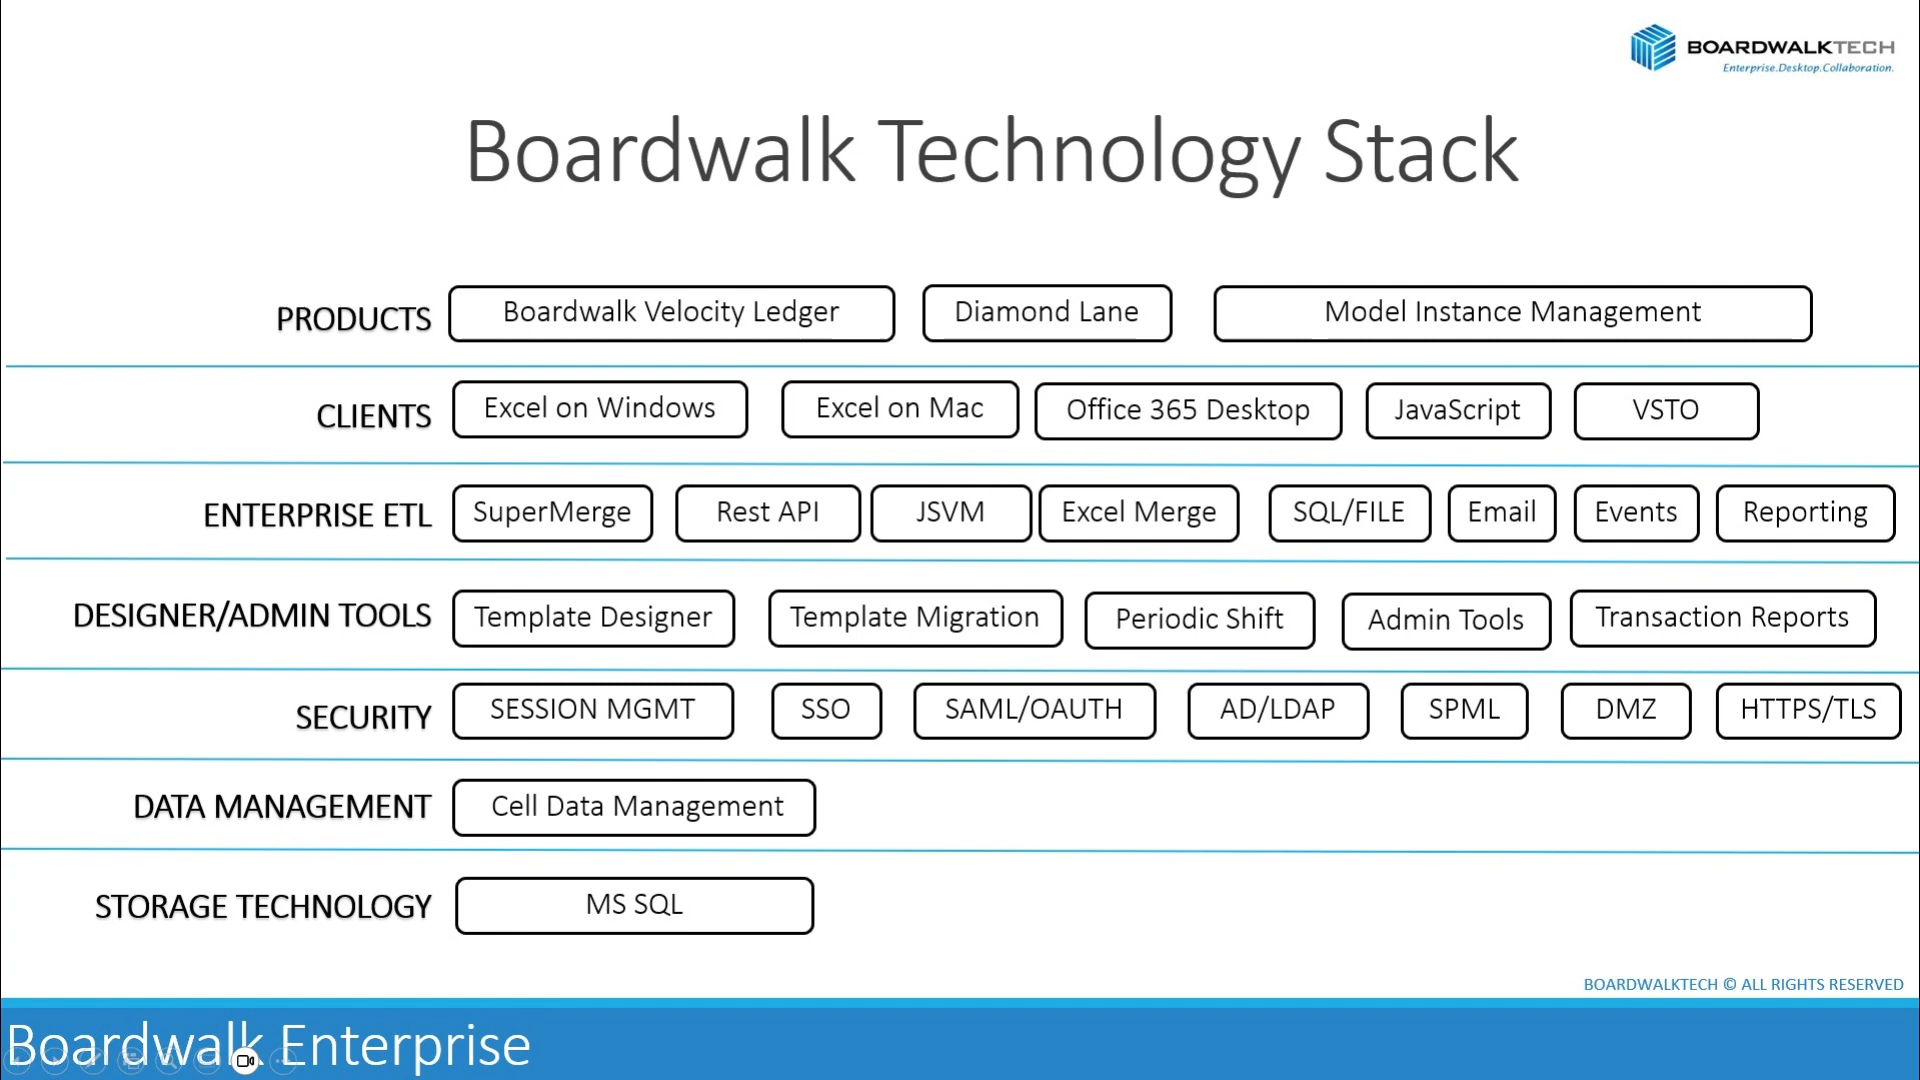 BOARDWALKTECH
Enterprise.Desktop.Collaboration.
Boardwalk Technology Stack
PRODUCTS Boardwalk Velocity Ledger Diamond Lane Model Instance Management
CLIENTS Excel on Windows Excel on Mac Office 365 Desktop JavaScript VSTO
ENTERPRISE ETL SuperMerge Rest API JSVM Excel Merge SQL/FILE Email Events Reporting
DESIGNER/ADMIN TOOLS Template Designer Template Migration Periodic Shift Admin Tools Transaction Reports
SECURITY SESSION MGMT SSO SAML/OAUTH AD/LDAP SPML DMZ HTTPS/TLS
DATA MANAGEMENT Cell Data Management
STORAGE TECHNOLOGY MS SQL
BOARDWALKTECH © ALL RIGHTS RESERVED
Boardwalk Enterprise